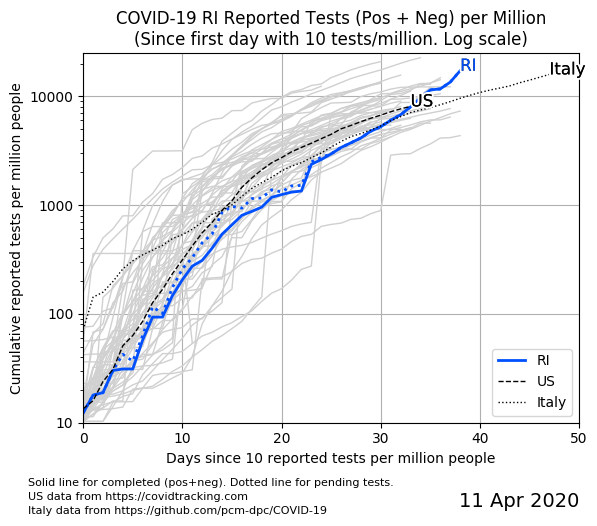 COVID-19 RI Reported Tests (Pos + Neg) per Million
(Since first day with 10 tests/million. Log scale)
Cumulative reported tests per million people
10000
1000
100
10
RI
Italy
US
RI
US
Italy
0
10
20
30
40
50
Days since 10 reported tests per million people
Solid line for completed (pos+neg). Dotted line for pending tests.
US data from https://covidtracking.com
Italy data from https://github.com/pcm-dpc/COVID-19
11 Apr 2020